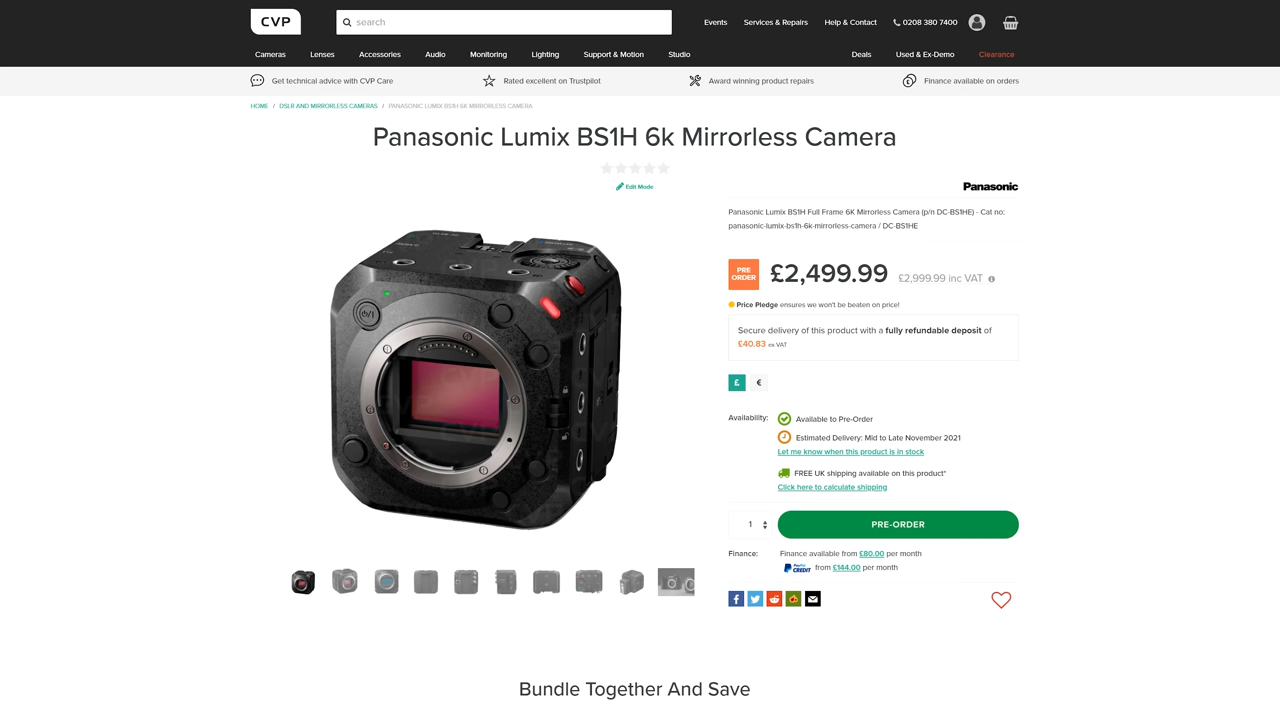 CVP
search
Events
Services & Repairs
Help & Contact
0208 380 7400
Cameras
Lenses
Accessories
Audio
Monitoring
Lighting
Support & Motion
Studio
Deals
Used & Ex-Demo
Clearance
Get technical advice with CVP Care
Rated excellent on Trustpilot
Award winning product repairs
Finance available on orders
HOME / DSLR AND MIRRORLESS CAMERAS / PANASONIC LUMIX BS1H 6K MIRRORLESS CAMERA
Panasonic Lumix BS1H 6k Mirrorless Camera
Edit Mode
Panasonic
Panasonic Lumix BS1H Full Frame 6K Mirrorless Camera (p/n DC-BS1HE) - Cat no:
panasonic-lumix-bs1h-6k-mirrorless-camera / DC-BS1HE
PRE
ORDER
£2,499.99
£2,999.99 inc VAT
Price Pledge ensures we won't be beaten on price!
Secure delivery of this product with a fully refundable deposit of
£40.83 ex VAT
£
€
Availability:
Available to Pre-Order
Estimated Delivery: Mid to Late November 2021
Let me know when this product is in stock
FREE UK shipping available on this product*
Click here to calculate shipping
1
PRE-ORDER
Finance:
Finance available from £80.00 per month
PayPal CREDIT from £144.00 per month
Bundle Together And Save